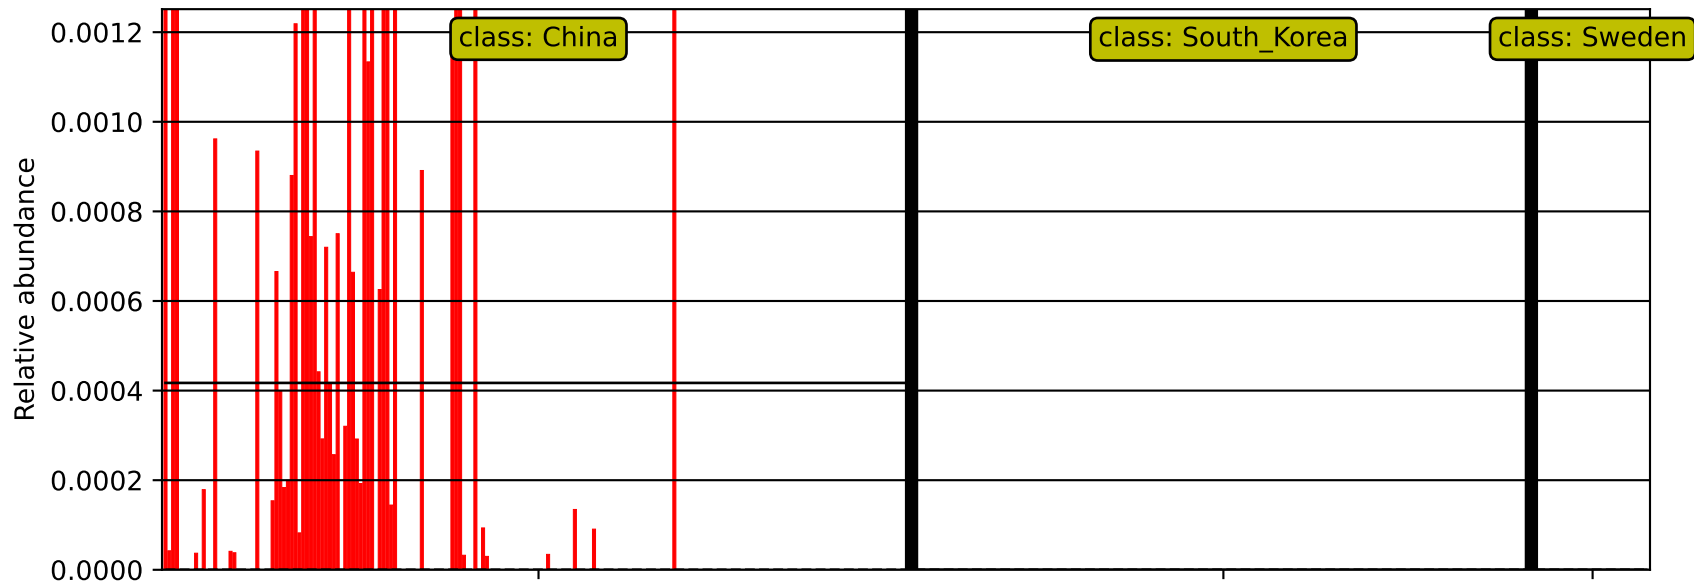 class: China
class: South_Korea
class: Sweden
0.0012
0.0010
0.0008
0.0006
0.0004
0.0002
0.0000
Relative abundance